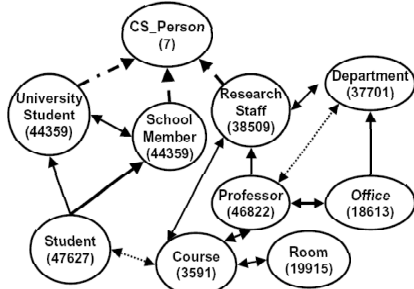 CS_Person
(7)
University
Student
(44359)
School
Member
(44359)
Research
Staff
(38509)
Department
(37701)
Professor
(46822)
Office
(18613)
Student
(47627)
Course
(3591)
Room
(19915)